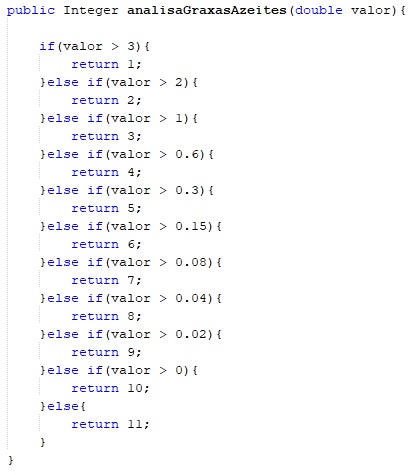 public Integer analisaGraxasAzeites(double valor){
if(valor > 3){
return 1;
}else if(valor > 2){
return 2;
}else if(valor > 1){
return 3;
}else if(valor > 0.6){
return 4;
}else if(valor > 0.3){
return 5;
}else if(valor > 0.15){
return 6;
}else if(valor > 0.08){
return 7;
}else if(valor > 0.04){
return 8;
}else if(valor > 0.02){
return 9;
}else if(valor > 0){
return 10;
}else{
return 11;
}
}